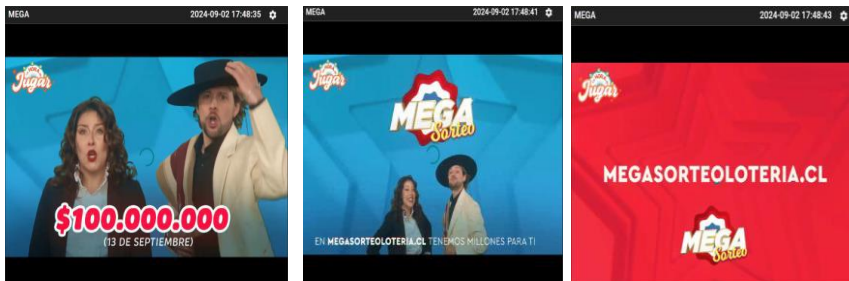 MEGA 2024-09-02 17:48:35
Jugar
$100.000.000
(13 DE SEPTIEMBRE)
MEGA 2024-09-02 17:48:41
Jugar
MEGA
Sorteo
EN MEGASORTEOLOTERIA.CL TENEMOS MILLONES PARA TI
MEGA 2024-09-02 17:48:43
Jugar
MEGASORTEOLOTERIA.CL
MEGA
Sorteo